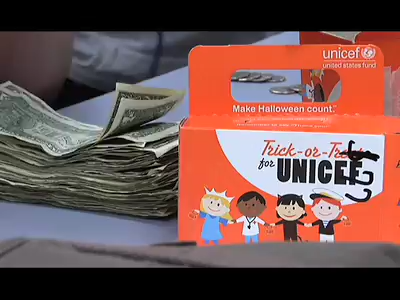 unicef
united states fund
Make Halloween count.
Trick-or-Treat
for UNICEF